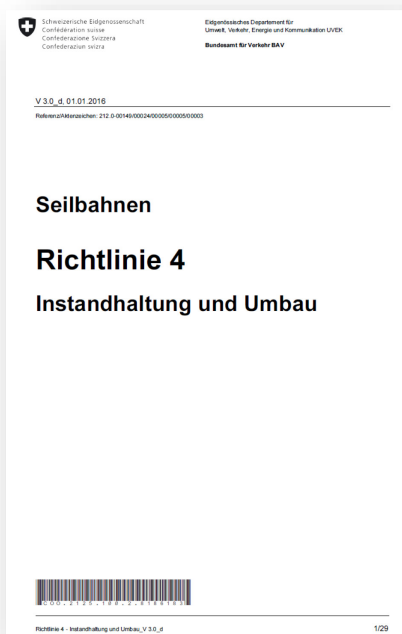 Schweizerische Eidgenossenschaft
Confédération suisse
Confederazione Svizzera
Confederaziun svizra
Eidgenössisches Departement für
Umwelt, Verkehr, Energie und Kommunikation UVEK
Bundesamt für Verkehr BAV
V 3.0_d, 01.01.2016
Referenz/Aktenzeichen: 212.0-00149/00024/00005/00005/00003
Seilbahnen
Richtlinie 4
Instandhaltung und Umbau
Richtlinie 4 - Instandhaltung und Umbau_V 3.0_d
1/29